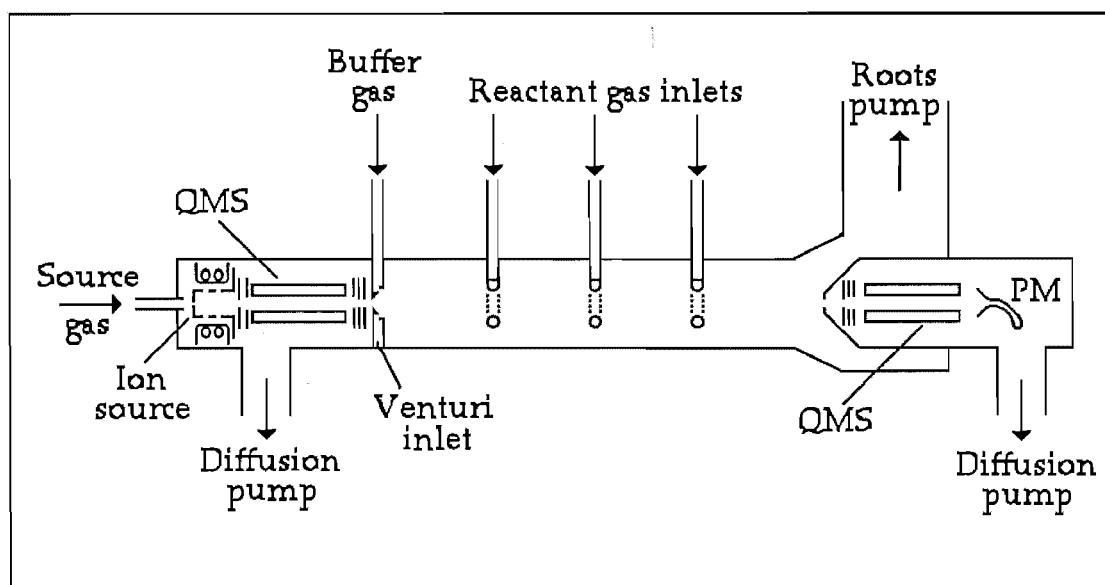 Buffer
gas
Reactant gas inlets
Roots
pump
QMS
Source
gas
PM
Ion
source
Venturi
inlet
QMS
Diffusion
pump
Diffusion
pump